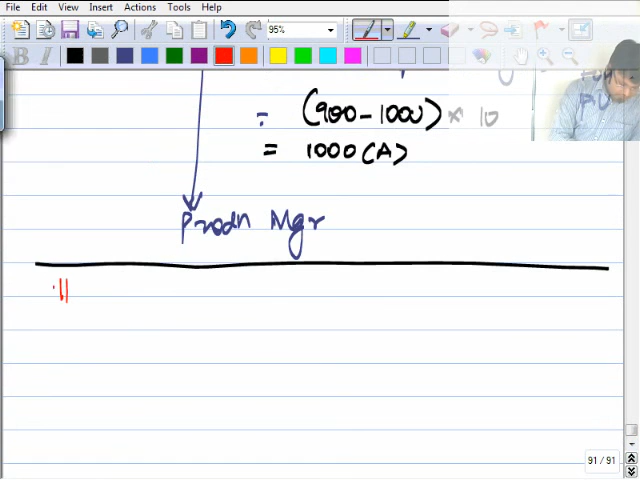 File Edit View Insert Actions Tools Help
95%
B I
= (900 - 1000) × 10
= 1000 (A)
Prodn Mgr
91 / 91